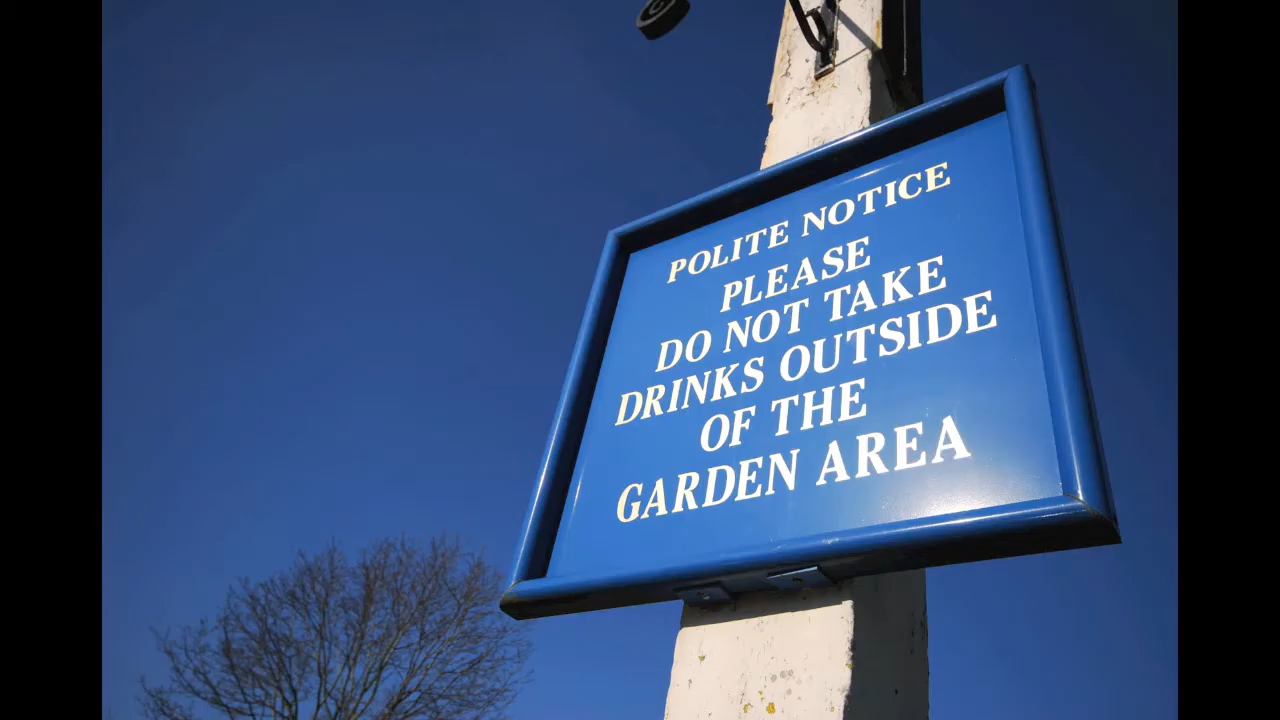 POLITE NOTICE
PLEASE
DO NOT TAKE
DRINKS OUTSIDE
OF THE
GARDEN AREA